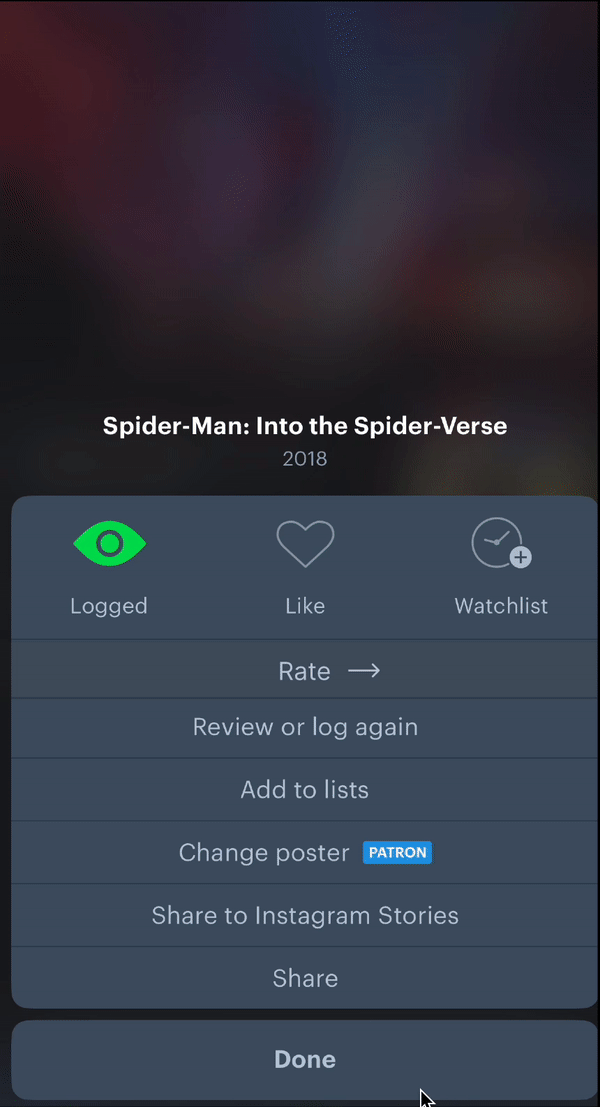 Spider-Man: Into the Spider-Verse
2018
Logged Like Watchlist
Rate
Review or log again
Add to lists
Change poster PATRON
Share to Instagram Stories
Share
Done